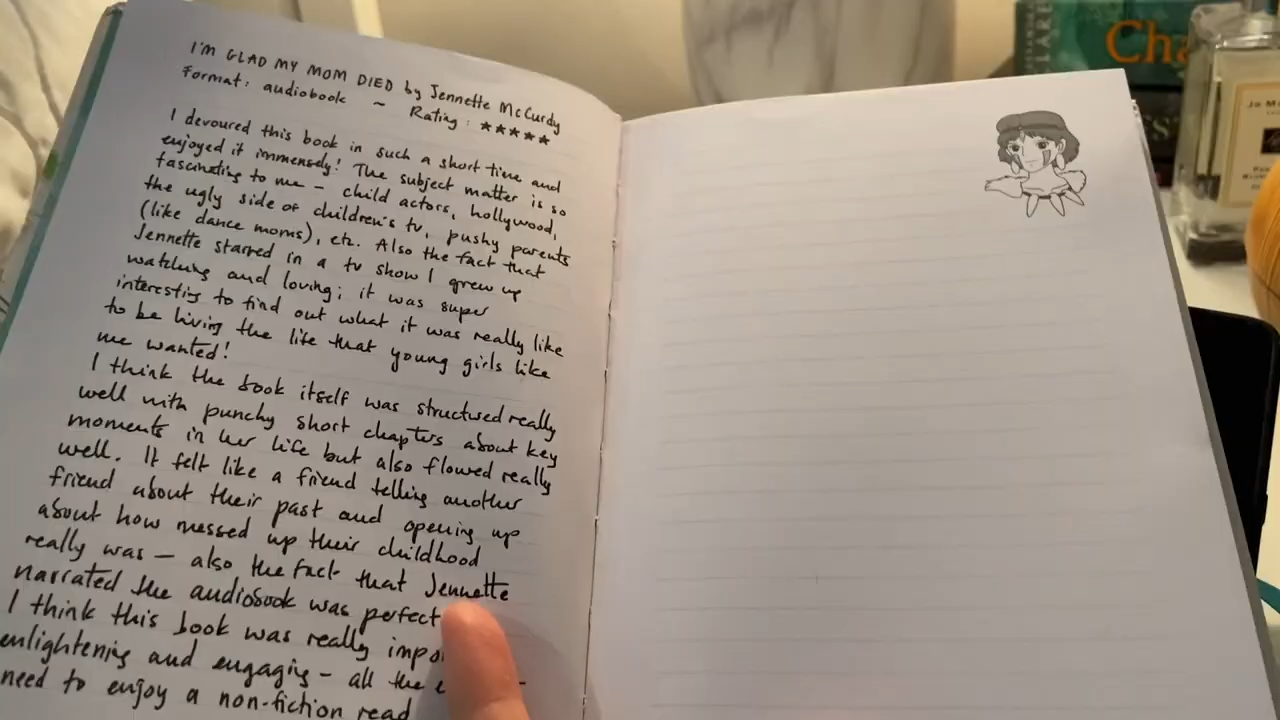 I'M GLAD MY MOM DIED by Jennette McCurdy
Format: audiobook ~ Rating: ★★★★★
I devoured this book in such a short time and
enjoyed it immensely! The subject matter is so
fascinating to me - child actors, hollywood,
the ugly side of children's tv, pushy parents
(like dance moms), etc. Also the fact that
Jennette starred in a tv show I grew up
watching and loving; it was super
interesting to find out what it was really like
to be living the life that young girls like
me wanted!
I think the book itself was structured really
well with punchy short chapters about key
moments in her life but also flowed really
well. It felt like a friend telling another
friend about their past and opening up
about how messed up their childhood
really was - also the fact that Jennette
narrated the audiobook was perfect
I think this book was really
enlightening and engaging - all the
need to enjoy a non-fiction read
Cha
LARE
Jo M